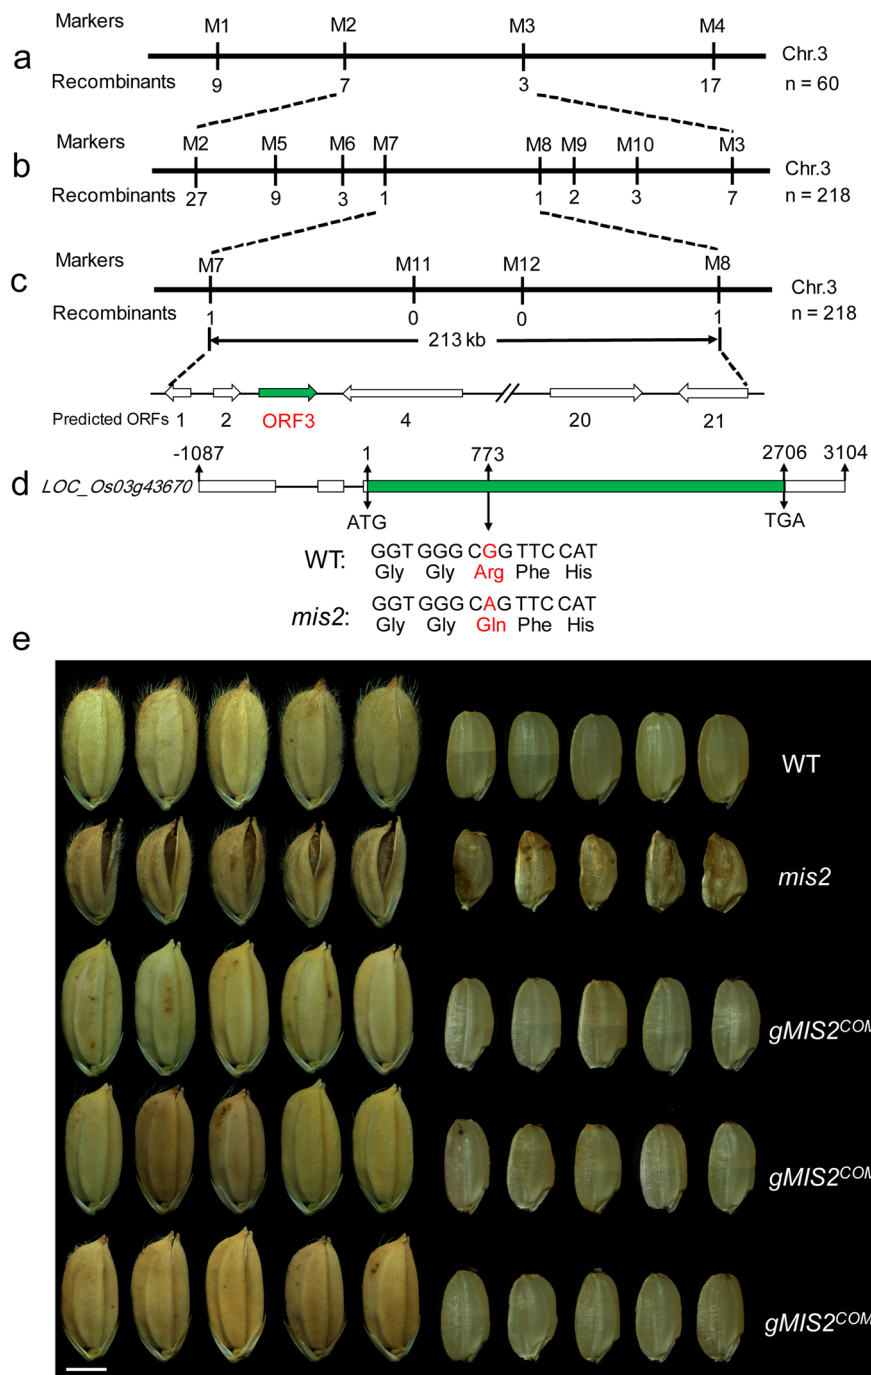 Markers M1 M2 M3 M4
a Chr.3
Recombinants 9 7 3 17 n = 60
Markers M2 M5 M6 M7 M8 M9 M10 M3
b Chr.3
Recombinants 27 9 3 1 1 2 3 7 n = 218
Markers M7 M11 M12 M8
c Chr.3
Recombinants 1 0 0 1 n = 218
213 kb
Predicted ORFs 1 2 ORF3 4 20 21
-1087 1 773 2706 3104
d LOC_Os03g43670
ATG TGA
WT: GGT GGG CGG TTC CAT
Gly Gly Arg Phe His
mis2: GGT GGG CAG TTC CAT
Gly Gly Gln Phe His
e
WT
mis2
gMIS2COM
gMIS2COM
gMIS2COM